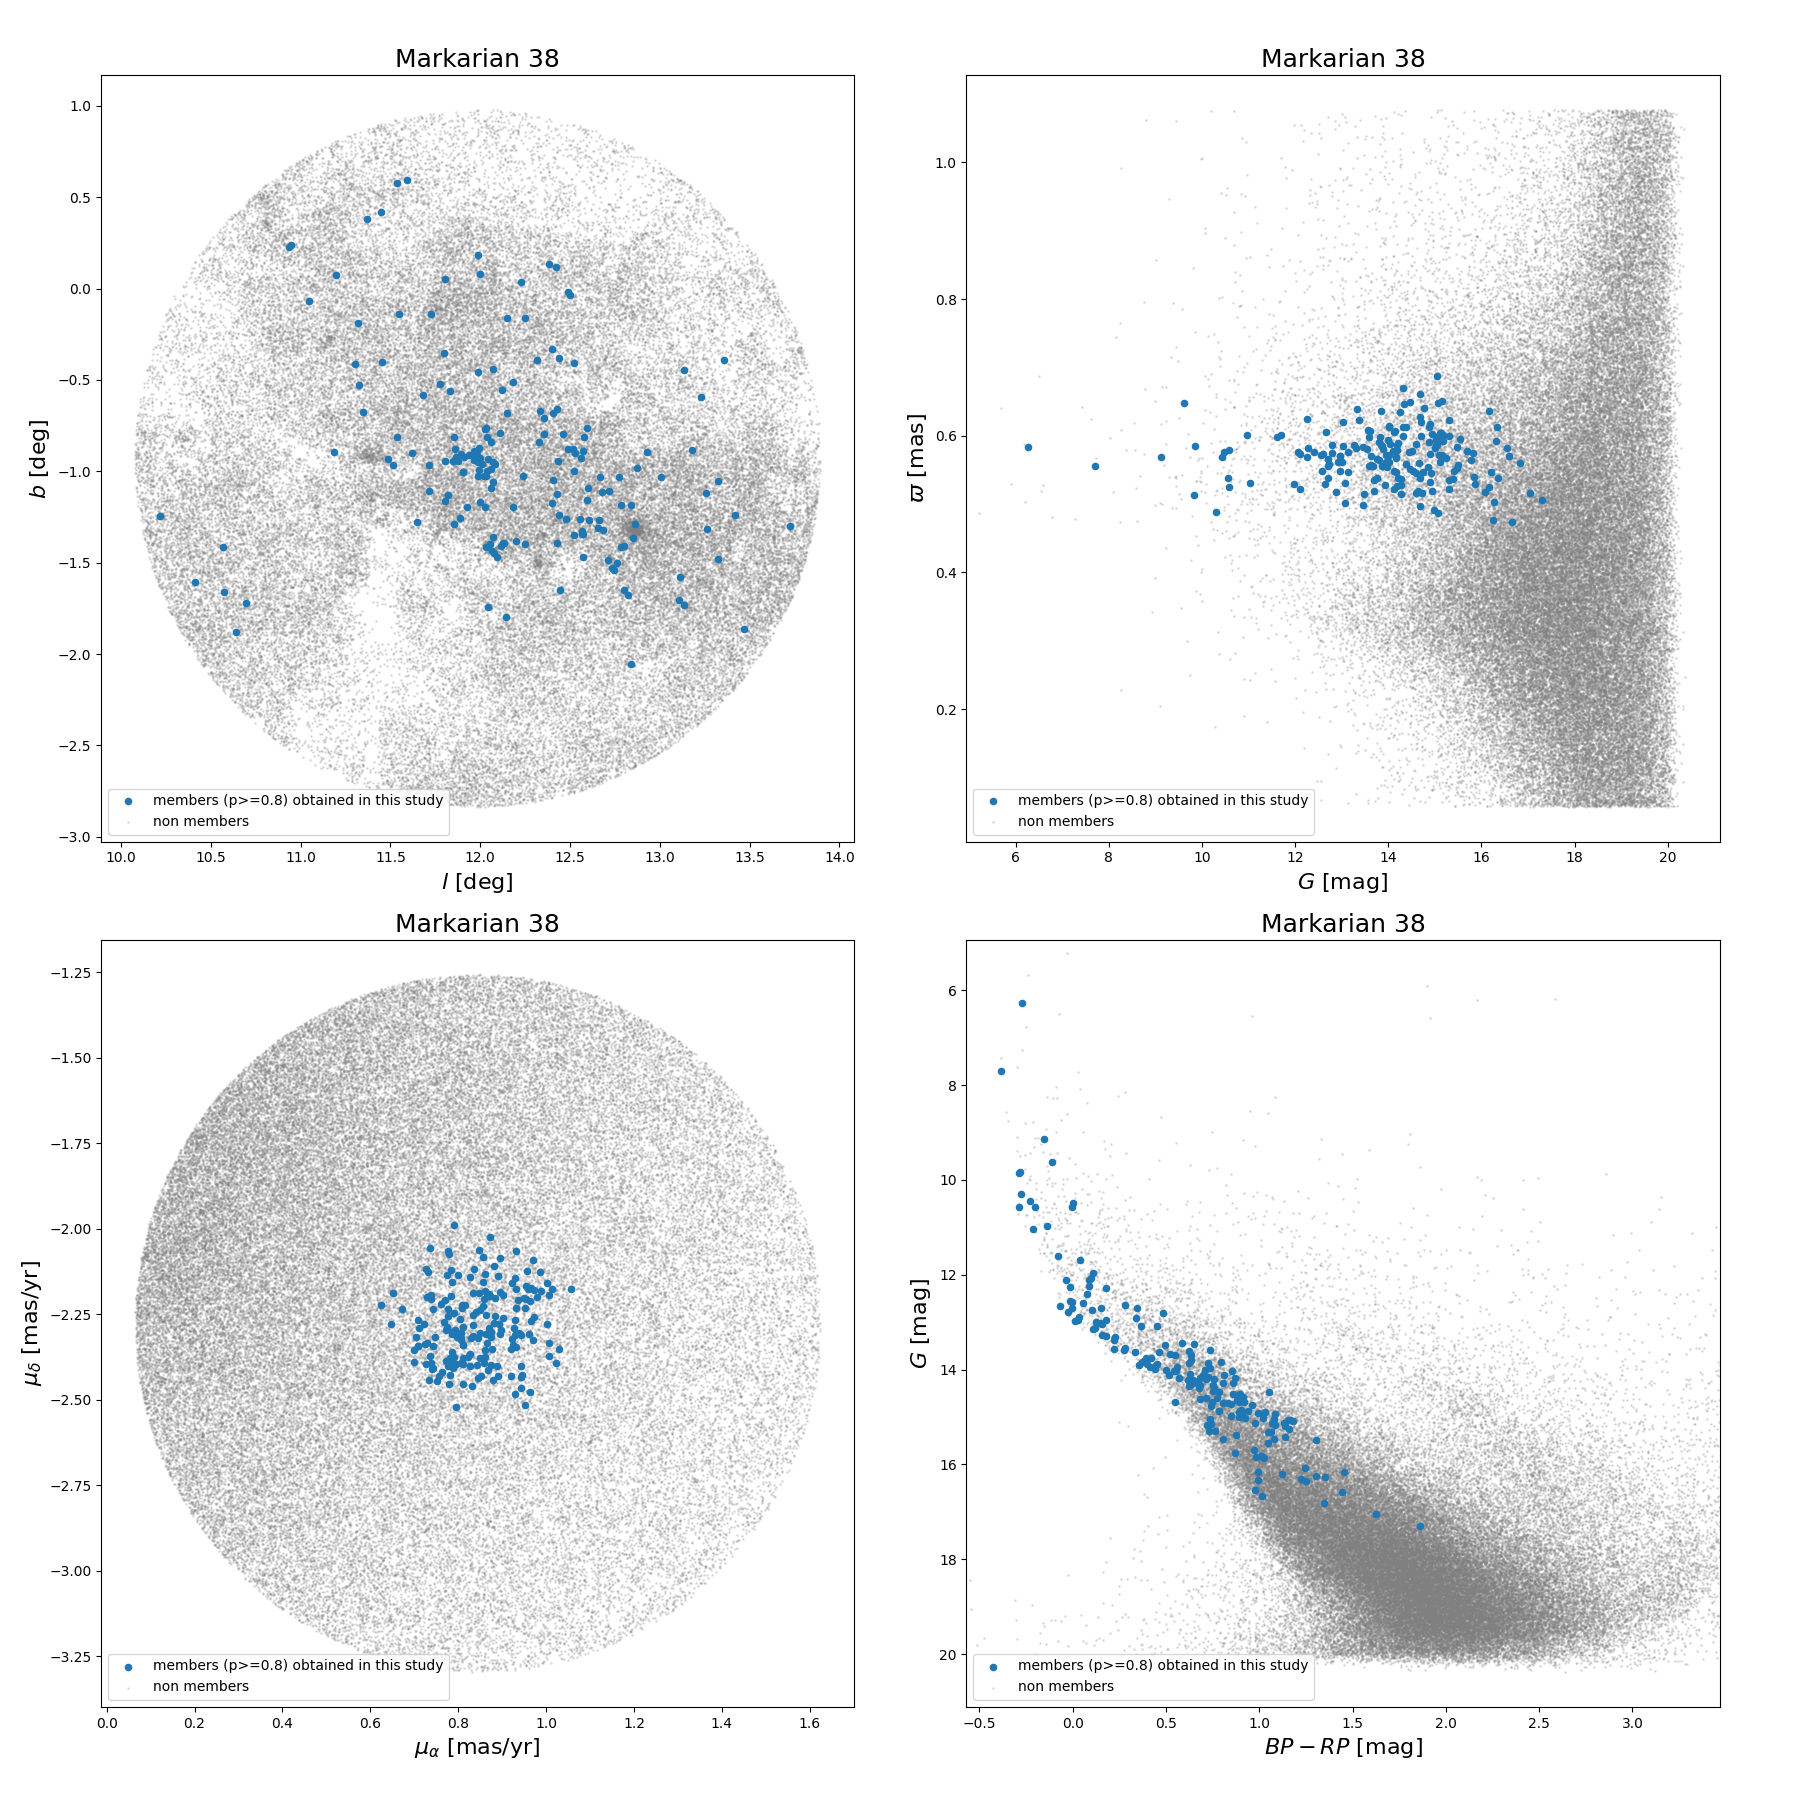 Markarian 38
1.0
0.5
0.0
−0.5
−1.0
−1.5
−2.0
−2.5
−3.0
b [deg]
members (p>=0.8) obtained in this study
non members
10.0 10.5 11.0 11.5 12.0 12.5 13.0 13.5 14.0
l [deg]
Markarian 38
1.0
0.8
0.6
0.4
0.2
ϖ [mas]
members (p>=0.8) obtained in this study
non members
6 8 10 12 14 16 18 20
G [mag]
Markarian 38
−1.25
−1.50
−1.75
−2.00
−2.25
−2.50
−2.75
−3.00
−3.25
μδ [mas/yr]
members (p>=0.8) obtained in this study
non members
0.0 0.2 0.4 0.6 0.8 1.0 1.2 1.4 1.6
μα [mas/yr]
Markarian 38
6
8
10
12
14
16
18
20
G [mag]
members (p>=0.8) obtained in this study
non members
−0.5 0.0 0.5 1.0 1.5 2.0 2.5 3.0
BP − RP [mag]